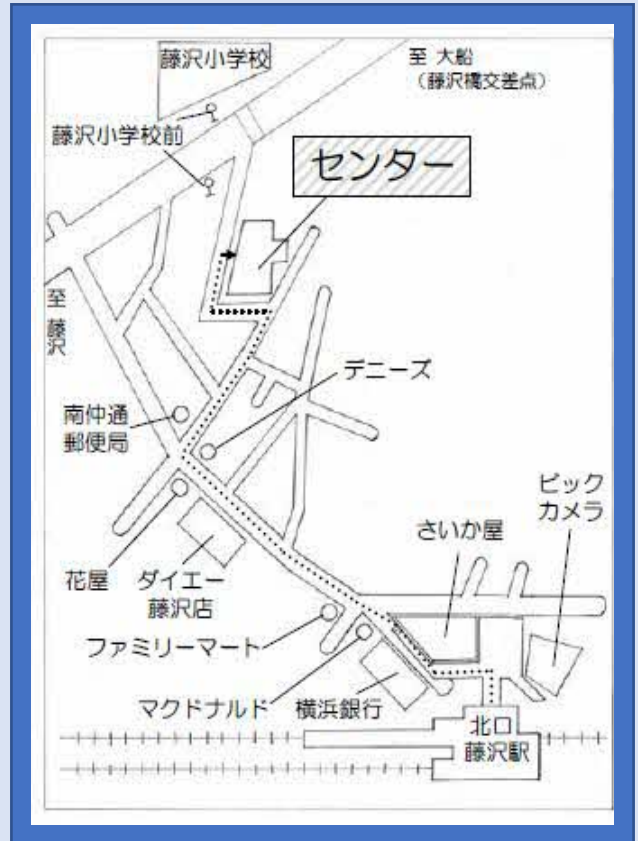 藤沢小学校
至 大船
(藤沢橋交差点)
藤沢小学校前
センター
至
藤
沢
デニーズ
南仲通
郵便局
ビック
カメラ
さいか屋
花屋
ダイエー
藤沢店
ファミリーマート
マクドナルド
横浜銀行
北口
藤沢駅